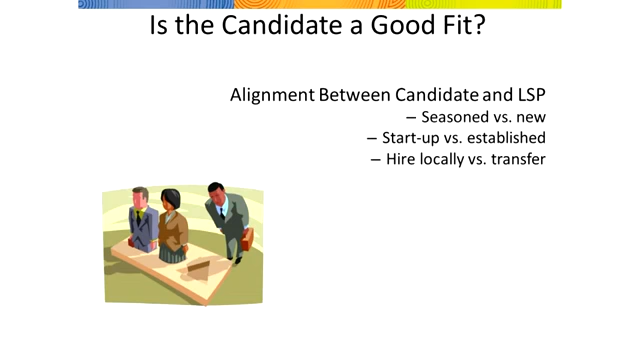 Is the Candidate a Good Fit?
Alignment Between Candidate and LSP
– Seasoned vs. new
– Start-up vs. established
– Hire locally vs. transfer